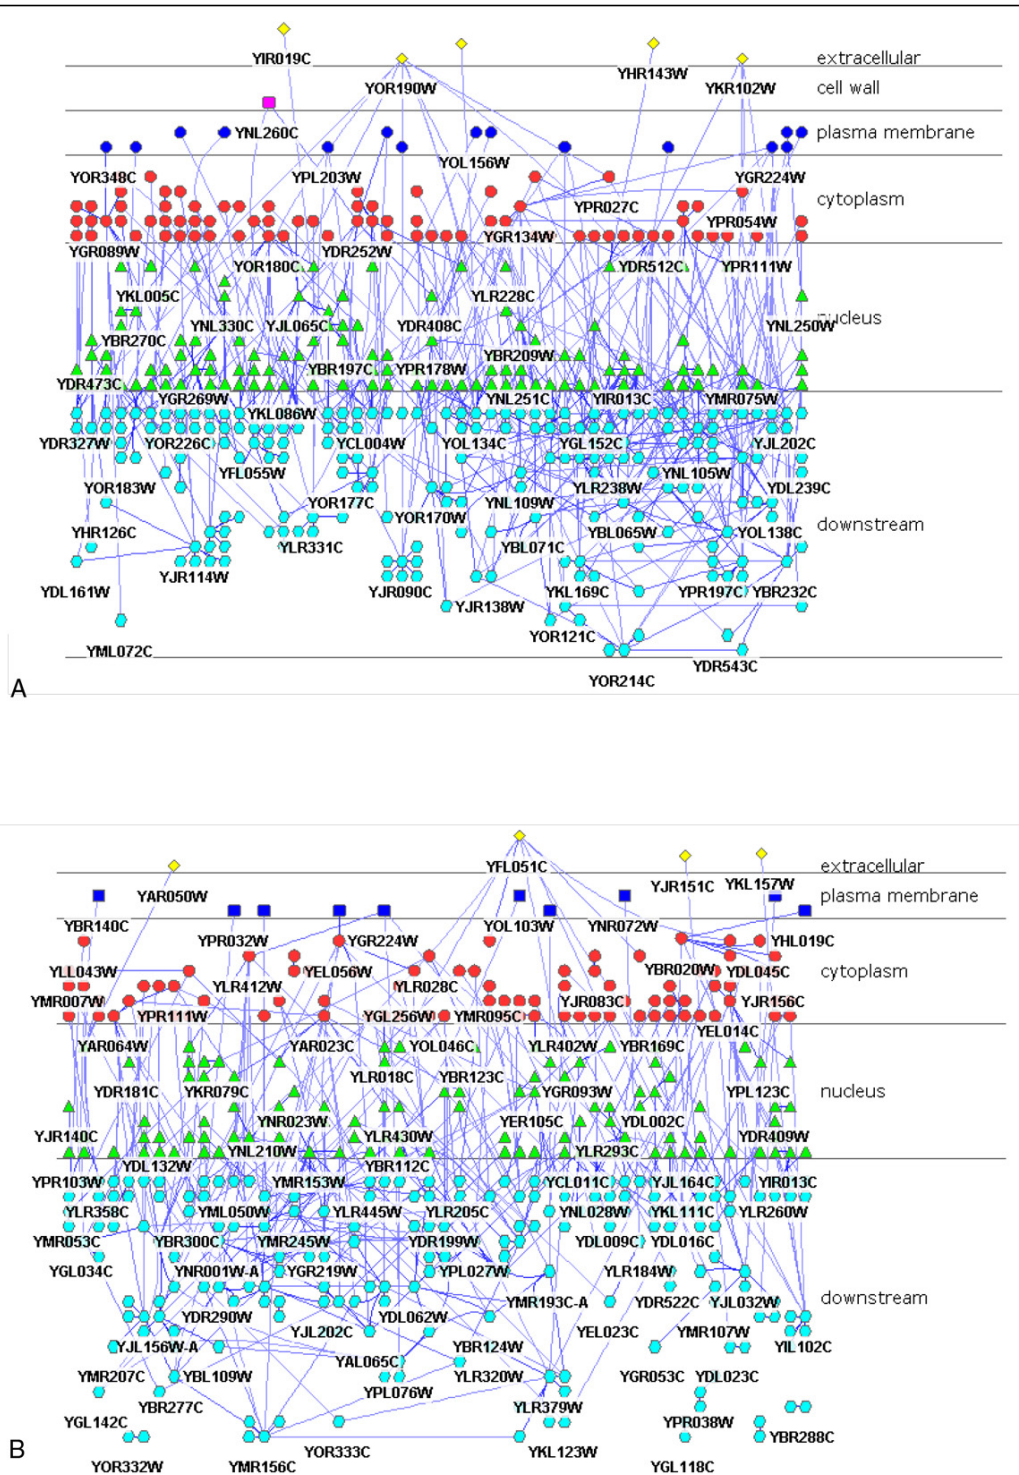 YIR019C
extracellular
YHR143W
YOR190W
YKR102W
cell wall
YNL260C
plasma membrane
YOL156W
YOR348C
YPL203W
YGR224W
cytoplasm
YPR027C
YPR054W
YGR134W
YGR089W
YDR252W
YOR180C
YDR512C
YPR111W
YKL005C
YLR228C
nucleus
YNL330C
YJL065C
YDR408C
YNL250W
YBR270C
YBR209W
YBR197C
YPR178W
YDR473C
YGR269W
YNL251C
YIR013C
YMR075W
YKL086W
YDR327W
YOR226C
YCL004W
YOL134C
YGL152C
YJL202C
YFL055W
YNL105W
YOR183W
YLR238W
YDL239C
YOR177C
YNL109W
YOR170W
downstream
YHR126C
YBL065W
YOL138C
YLR331C
YBL071C
YJR114W
YDL161W
YJR090C
YKL169C
YPR197C
YBR232C
YJR138W
YOR121C
YML072C
YDR543C
YOR214C
A
YFL051C
extracellular
YJR151C
YKL157W
YAR050W
plasma membrane
YBR140C
YOL103W
YNR072W
YPR032W
YGR224W
YHL019C
YLL043W
YEL056W
YBR020W
YDL045C
cytoplasm
YLR412W
YLR028C
YMR007W
YJR083C
YJR156C
YPR111W
YGL256W
YMR095C
YEL014C
YAR064W
YAR023C
YOL046C
YLR402W
YBR169C
YLR018C
YBR123C
YDR181C
YKR079C
YGR093W
YPL123C
nucleus
YNR023W
YER105C
YDL002C
YJR140C
YLR430W
YDR409W
YNL210W
YLR293C
YDL132W
YBR112C
YPR103W
YMR153W
YCL011C
YJL164C
YIR013C
YLR358C
YML050W
YLR445W
YLR205C
YNL028W
YKL111C
YLR260W
YMR053C
YBR300C
YMR245W
YDR199W
YDL009C
YDL016C
YGL034C
YNR001W-A
YGR219W
YPL027W
YLR184W
downstream
YMR193C-A
YDR522C
YJL032W
YDR290W
YDL062W
YJL202C
YEL023C
YMR107W
YJL156W-A
YBR124W
YIL102C
YAL065C
YMR207C
YBL109W
YLR320W
YGR053C
YDL023C
YPL076W
YBR277C
YLR379W
YGL142C
YPR038W
YBR288C
YOR333C
YKL123W
B
YOR332W
YMR156C
YGL118C